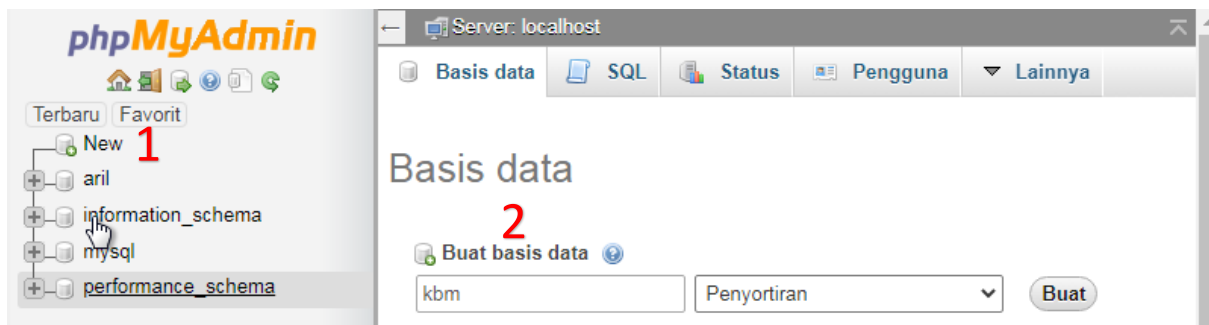 phpMyAdmin
Terbaru Favorit
New 1
aril
information_schema
mysql
performance_schema
Server: localhost
Basis data SQL Status Pengguna Lainnya
Basis data
2
Buat basis data
kbm Penyortiran Buat